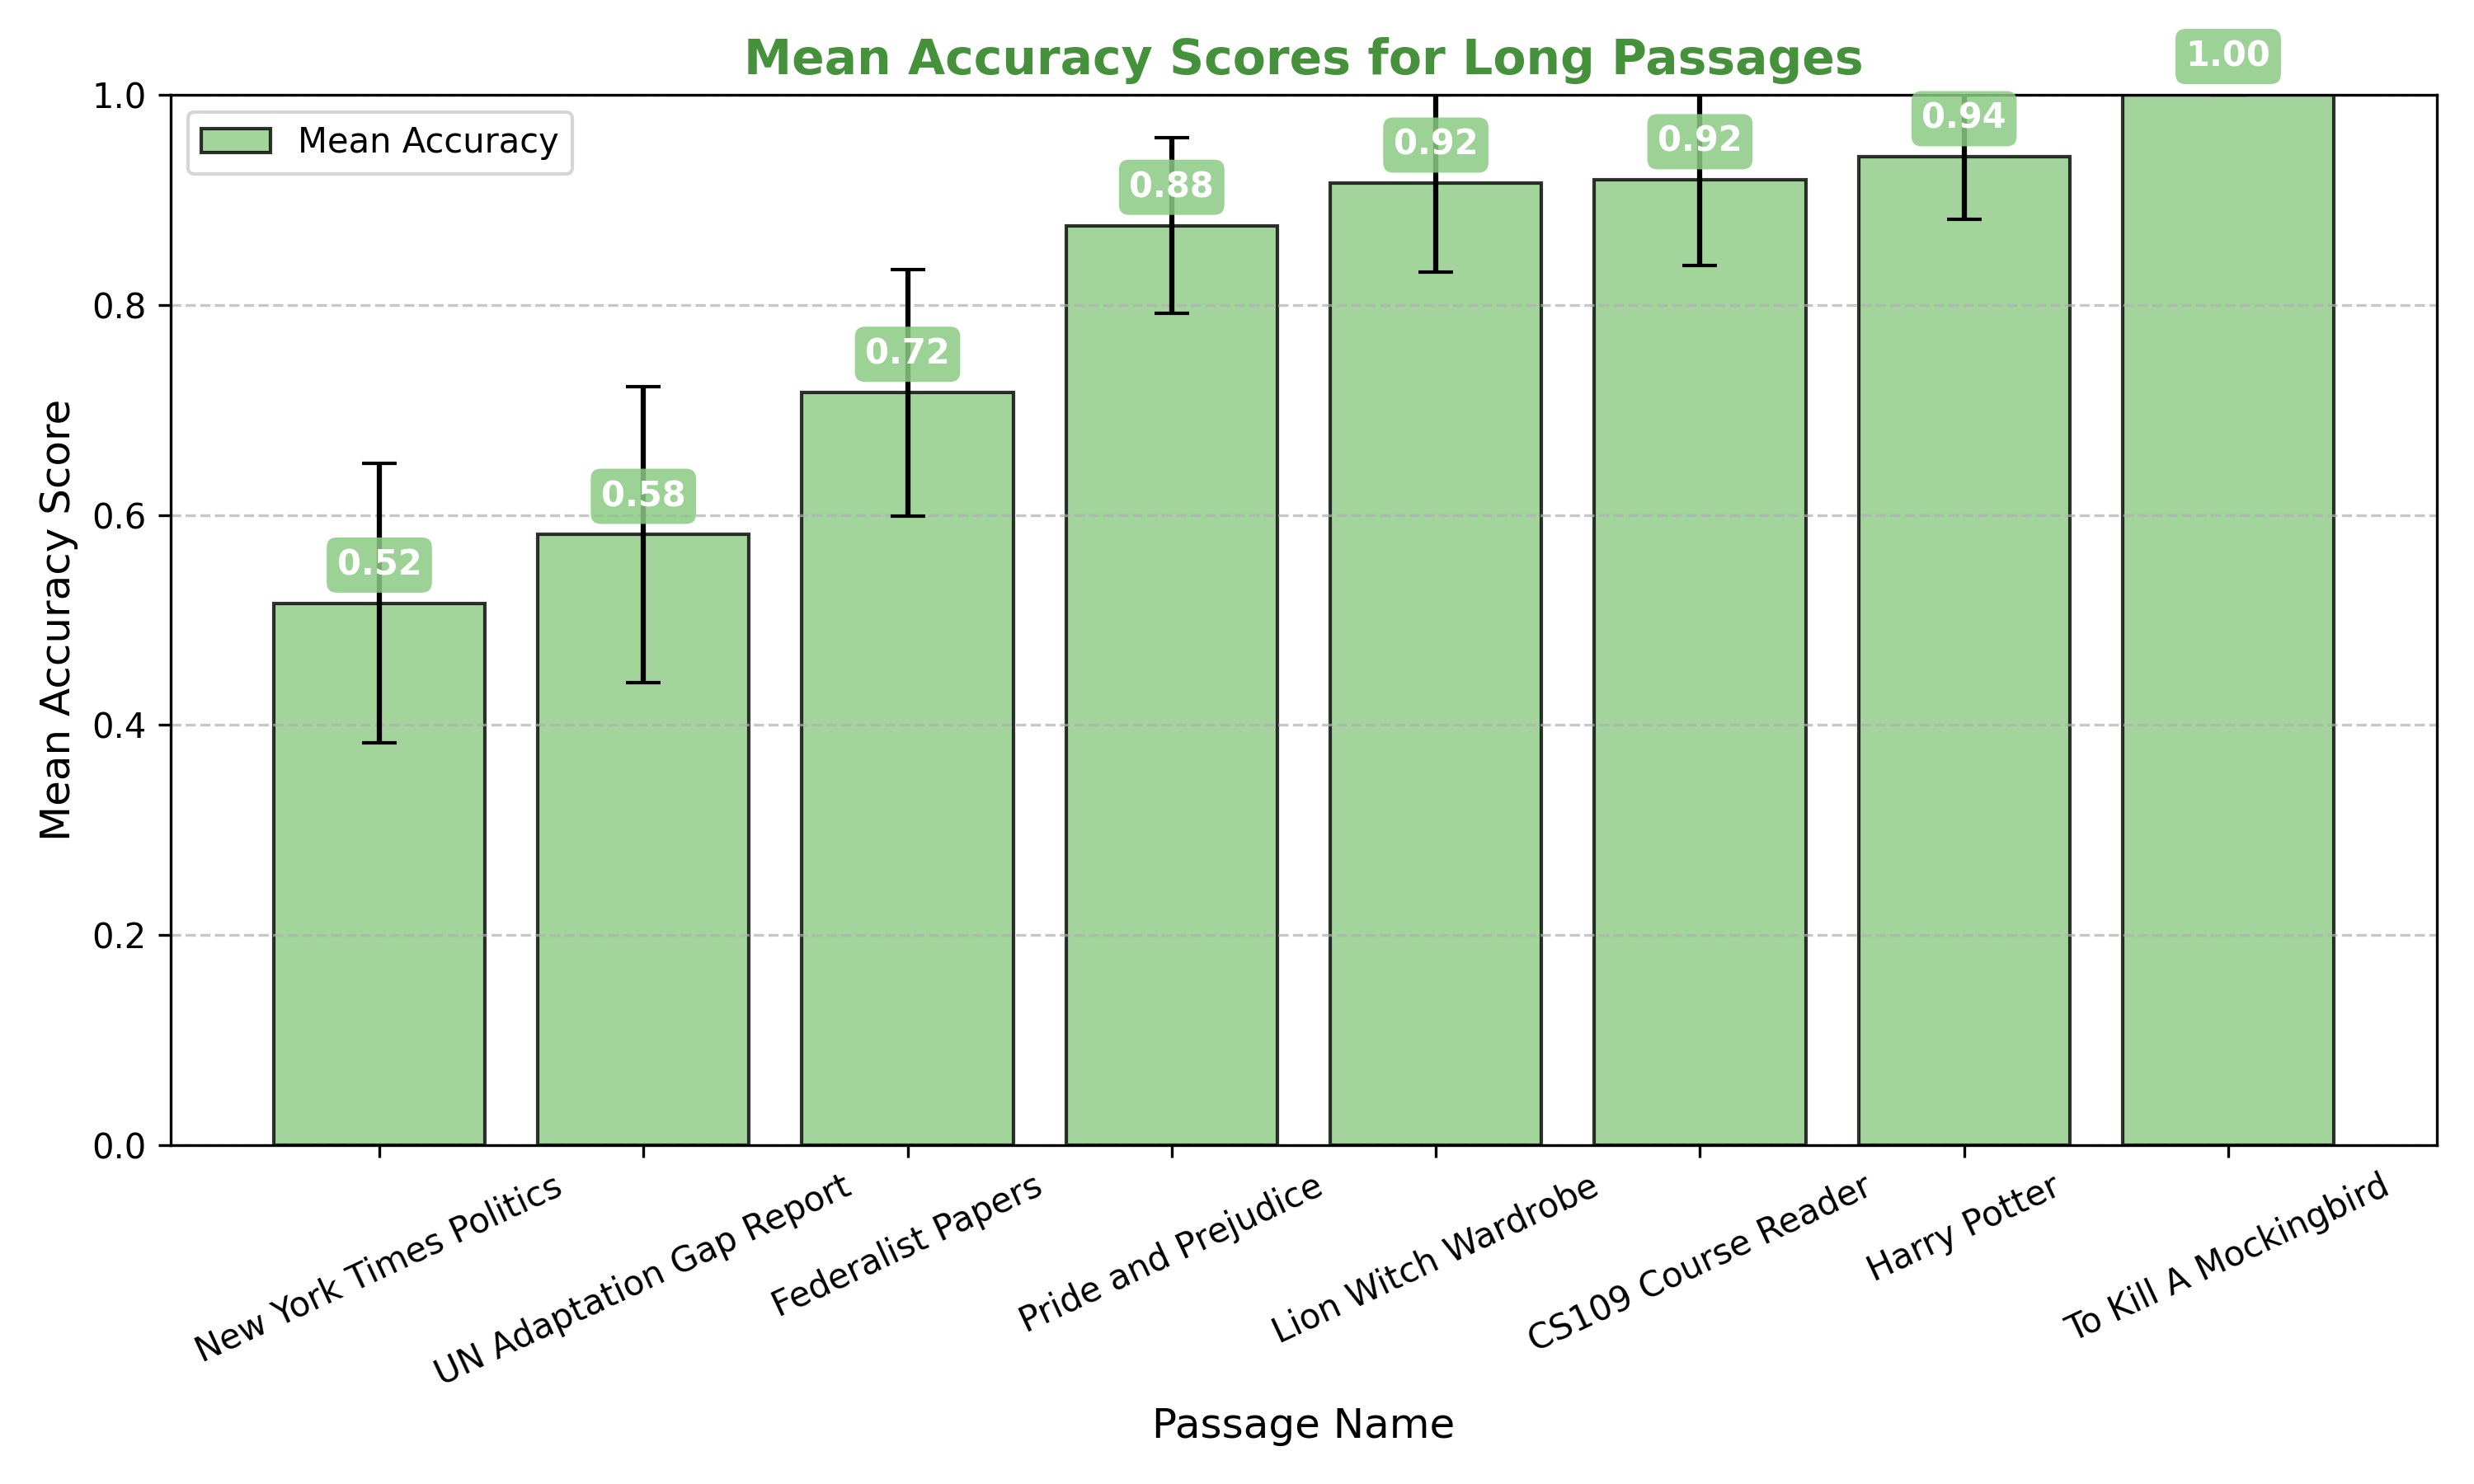 Mean Accuracy Scores for Long Passages
1.00
1.0
Mean Accuracy
0.94
0.92
0.92
0.88
0.8
0.72
0.6
0.58
0.52
0.4
0.2
0.0
Mean Accuracy Score
New York Times Politics
UN Adaptation Gap Report
Federalist Papers
Pride and Prejudice
Lion Witch Wardrobe
CS109 Course Reader
Harry Potter
To Kill A Mockingbird
Passage Name